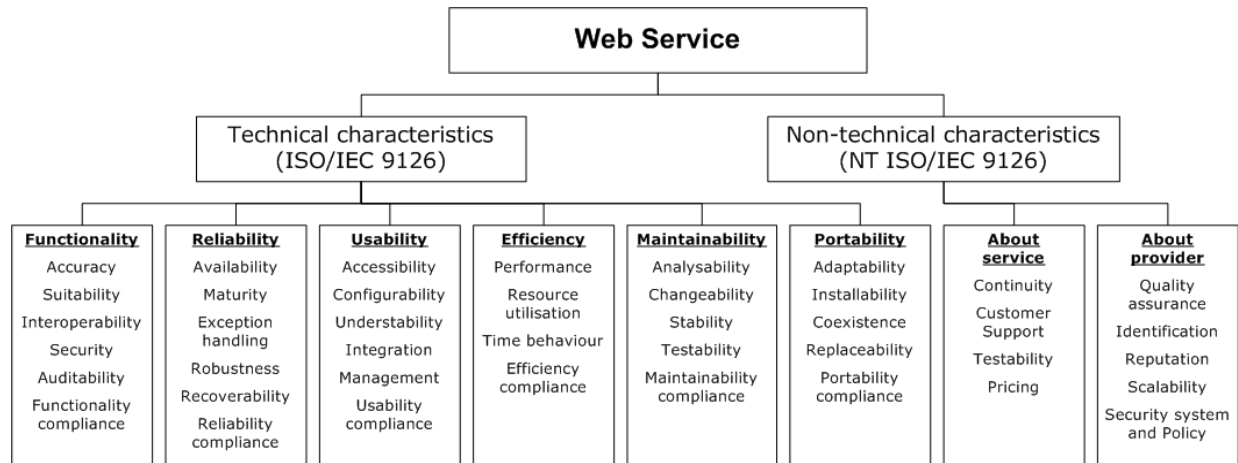 Web Service
Technical characteristics
(ISO/IEC 9126)
Non-technical characteristics
(NT ISO/IEC 9126)
Functionality
Accuracy
Suitability
Interoperability
Security
Auditability
Functionality
compliance
Reliability
Availability
Maturity
Exception
handling
Robustness
Recoverability
Reliability
compliance
Usability
Accessibility
Configurability
Understability
Integration
Management
Usability
compliance
Efficiency
Performance
Resource
utilisation
Time behaviour
Efficiency
compliance
Maintainability
Analysability
Changeability
Stability
Testability
Maintainability
compliance
Portability
Adaptability
Installability
Coexistence
Replaceability
Portability
compliance
About
service
Continuity
Customer
Support
Testability
Pricing
About
provider
Quality
assurance
Identification
Reputation
Scalability
Security system
and Policy